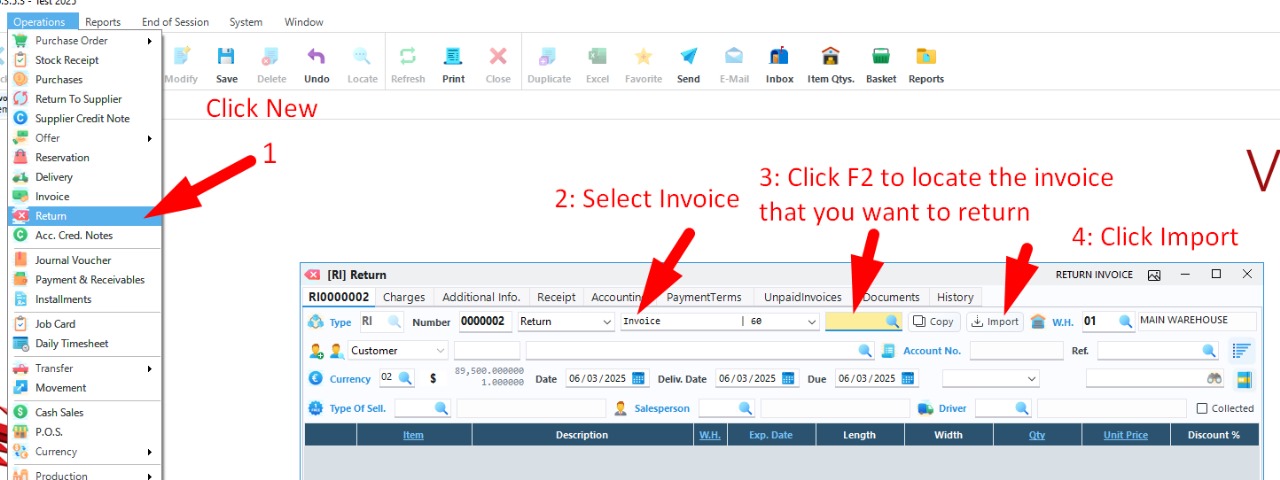 Test 2025
Operations Reports End of Session System Window
Purchase Order
Stock Receipt
Purchases
Return To Supplier
Supplier Credit Note
Offer
Reservation
Delivery
Invoice
Return
Acc. Cred. Notes
Journal Voucher
Payment & Receivables
Installments
Job Card
Daily Timesheet
Transfer
Movement
Cash Sales
P.O.S.
Currency
Production
Modify Save Delete Undo Locate Refresh Print Close Duplicate Excel Favorite Send E-Mail Inbox Item Qtys. Basket Reports
Click New
1
2: Select Invoice
3: Click F2 to locate the invoice
that you want to return
4: Click Import
V
[RI] Return RETURN INVOICE
RI0000002 Charges Additional Info. Receipt Accounting PaymentTerms UnpaidInvoices Documents History
Type RI Number 0000002 Return Invoice | 60 Copy Import W.H. 01 MAIN WAREHOUSE
Customer Account No. Ref.
Currency 02 $ 89,500.000000
1.000000
Date 06/03/2025 Deliv. Date 06/03/2025 Due 06/03/2025
Type Of Sell. Salesperson Driver Collected
Item Description W.H. Exp. Date Length Width Qty Unit Price Discount %